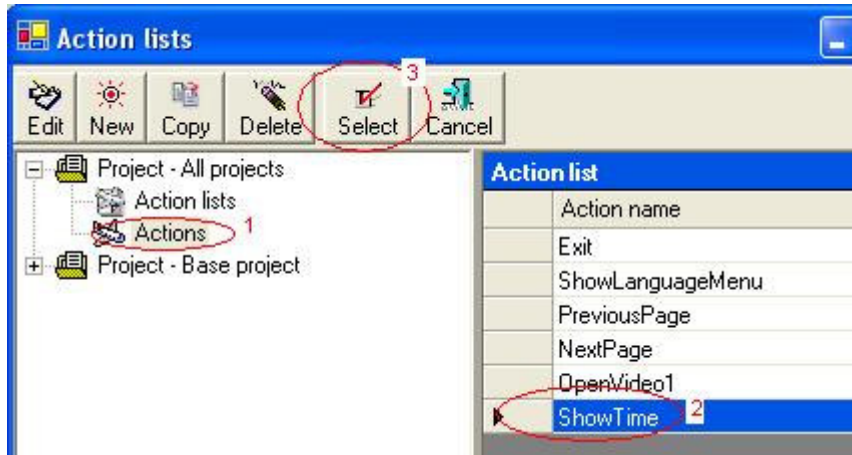 Action lists
3
Edit New Copy Delete Select Cancel
Project - All projects
Action lists
Actions 1
Project - Base project
Action list
Action name
Exit
ShowLanguageMenu
PreviousPage
NextPage
OpenVideo1
ShowTime 2